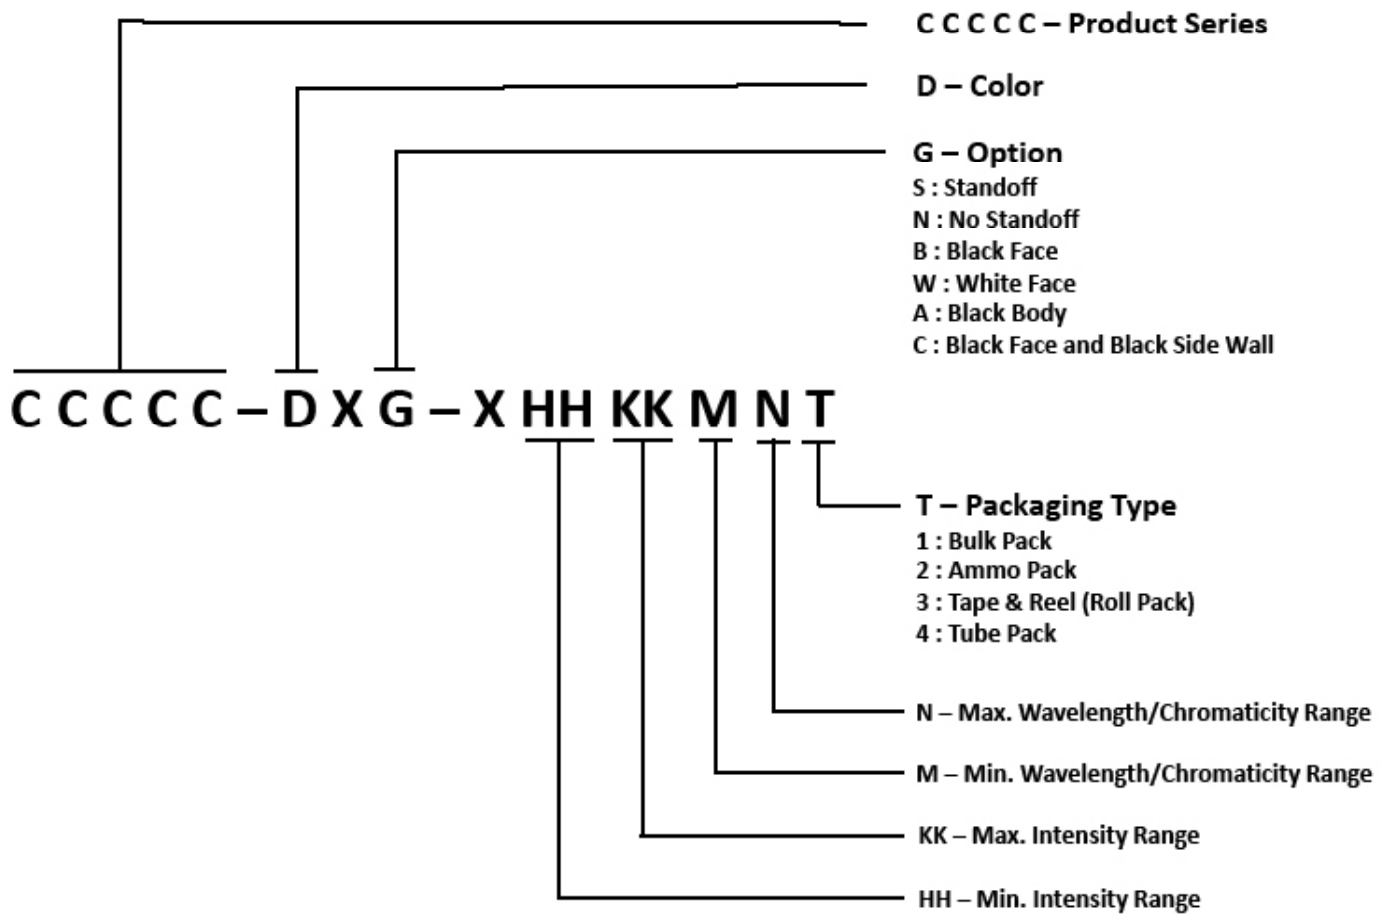 C C C C C – Product Series
D – Color
G – Option
S : Standoff
N : No Standoff
B : Black Face
W : White Face
A : Black Body
C : Black Face and Black Side Wall
C C C C C – D X G – X HH KK M N T
T – Packaging Type
1 : Bulk Pack
2 : Ammo Pack
3 : Tape & Reel (Roll Pack)
4 : Tube Pack
N – Max. Wavelength/Chromaticity Range
M – Min. Wavelength/Chromaticity Range
KK – Max. Intensity Range
HH – Min. Intensity Range